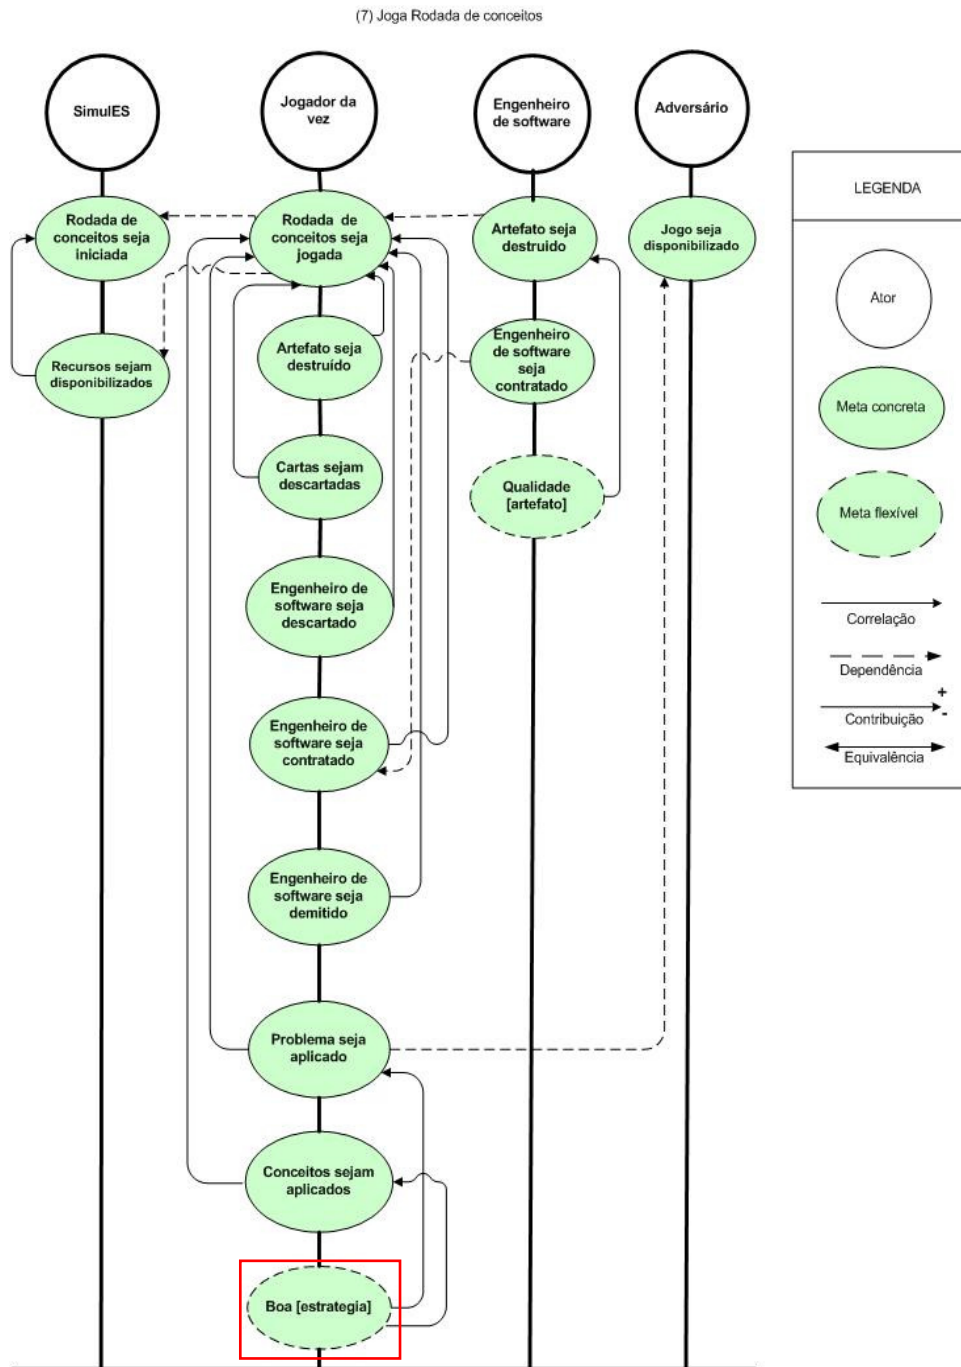 (7) Joga Rodada de conceitos
SimulES
Jogador da
vez
Engenheiro
de software
Adversário
Rodada de
conceitos seja
iniciada
Rodada de
conceitos seja
jogada
Artefato seja
destruido
Jogo seja
disponibilizado
Recursos sejam
disponibilizados
Artefato seja
destruído
Engenheiro
de software
seja
contratado
Cartas sejam
descartadas
Qualidade
[artefato]
Engenheiro de
software seja
descartado
Engenheiro de
software seja
contratado
Engenheiro de
software seja
demitido
Problema seja
aplicado
Conceitos sejam
aplicados
Boa [estrategia]
LEGENDA
Ator
Meta concreta
Meta flexível
Correlação
Dependência
+
-
Contribuição
Equivalência